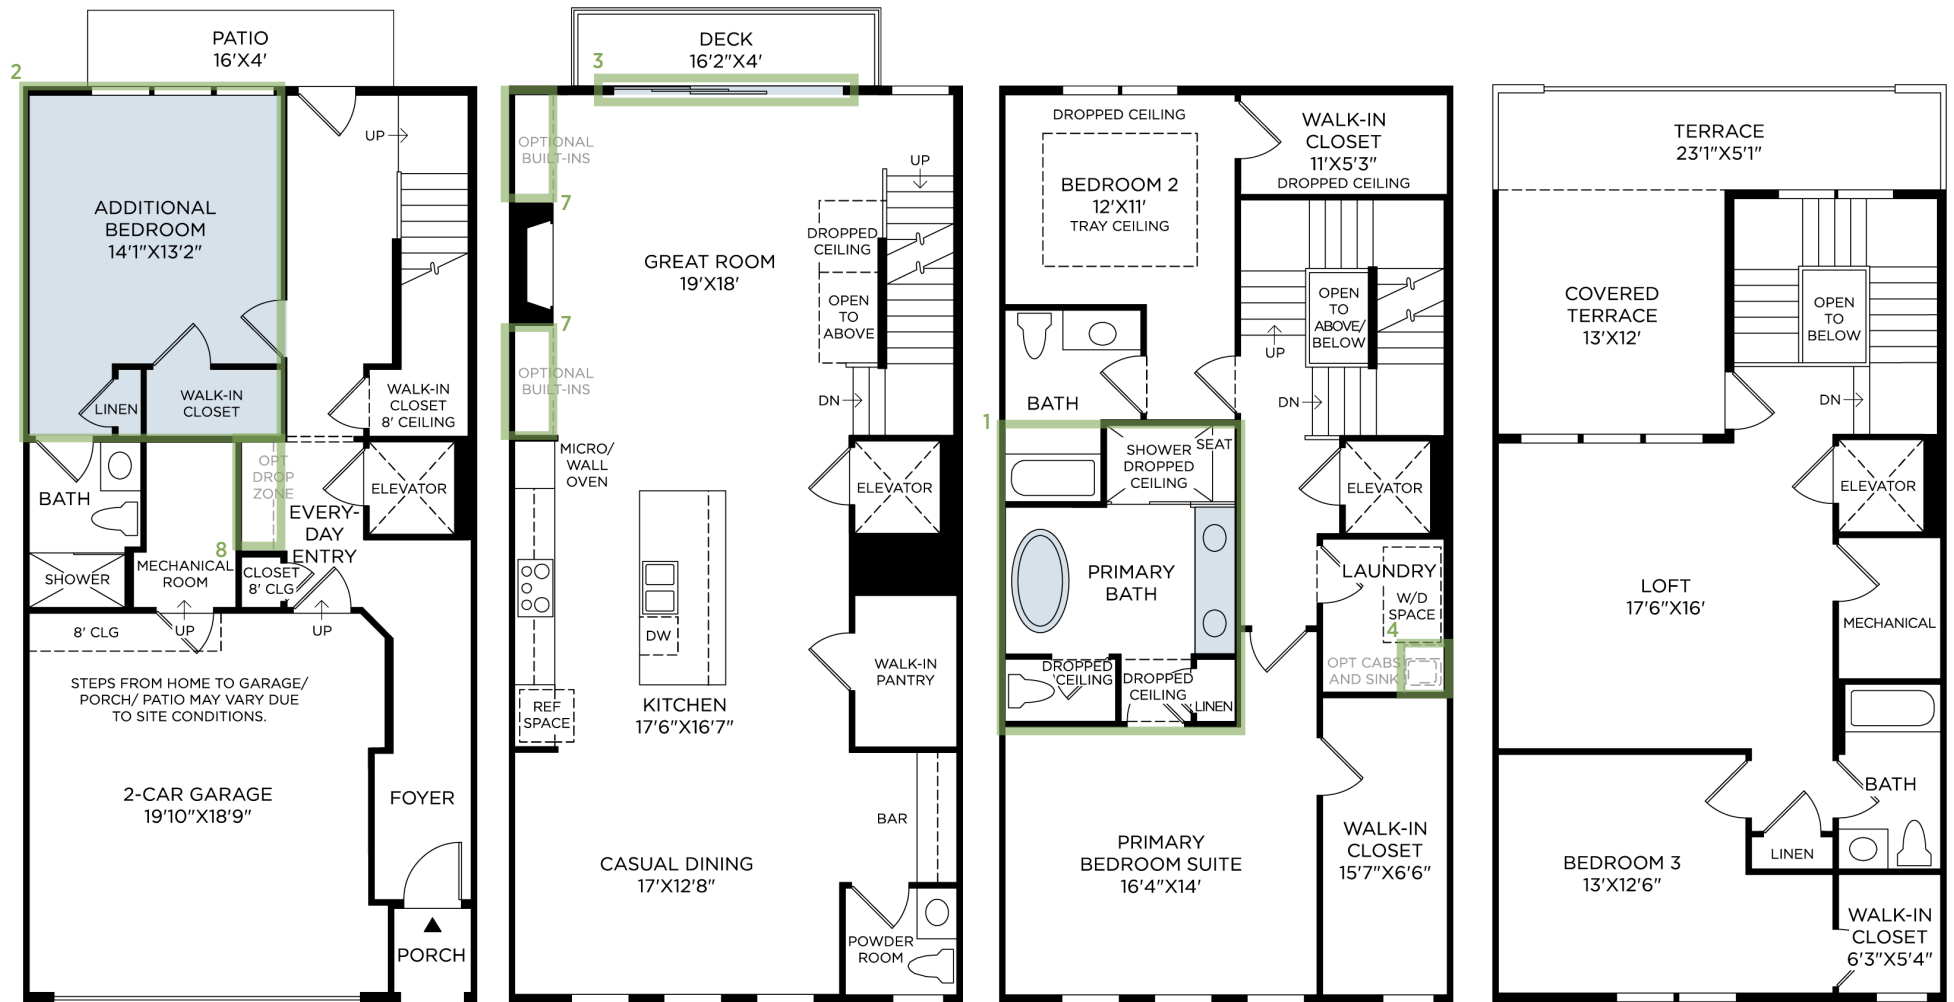 PATIO
16'X4'
2
UP
ADDITIONAL
BEDROOM
14'1"X13'2"
LINEN
WALK-IN
CLOSET
WALK-IN
CLOSET
8' CEILING
BATH
OPT
DROP
ZONE
ELEVATOR
EVERY-
DAY
ENTRY
8
SHOWER
MECHANICAL
ROOM
CLOSET
8' CLG
8' CLG
UP
UP
STEPS FROM HOME TO GARAGE/
PORCH/ PATIO MAY VARY DUE
TO SITE CONDITIONS.
2-CAR GARAGE
19'10"X18'9"
FOYER
PORCH
DECK
16'2"X4'
3
OPTIONAL
BUILT-INS
7
UP
DROPPED
CEILING
GREAT ROOM
19'X18'
OPEN
TO
ABOVE
7
OPTIONAL
BUILT-INS
DN
MICRO/
WALL
OVEN
ELEVATOR
DW
WALK-IN
PANTRY
REF
SPACE
KITCHEN
17'6"X16'7"
BAR
CASUAL DINING
17'X12'8"
POWDER
ROOM
DROPPED CEILING
WALK-IN
CLOSET
11'X5'3"
DROPPED CEILING
BEDROOM 2
12'X11'
TRAY CEILING
OPEN
TO
ABOVE/
BELOW
UP
BATH
DN
1
SHOWER
DROPPED
CEILING
SEAT
ELEVATOR
PRIMARY
BATH
LAUNDRY
W/D
SPACE
4
OPT CABS
AND SINK
DROPPED
CEILING
DROPPED
CEILING
LINEN
PRIMARY
BEDROOM SUITE
16'4"X14'
WALK-IN
CLOSET
15'7"X6'6"
TERRACE
23'1"X5'1"
COVERED
TERRACE
13'X12'
OPEN
TO
BELOW
DN
ELEVATOR
LOFT
17'6"X16'
MECHANICAL
BATH
LINEN
BEDROOM 3
13'X12'6"
WALK-IN
CLOSET
6'3"X5'4"